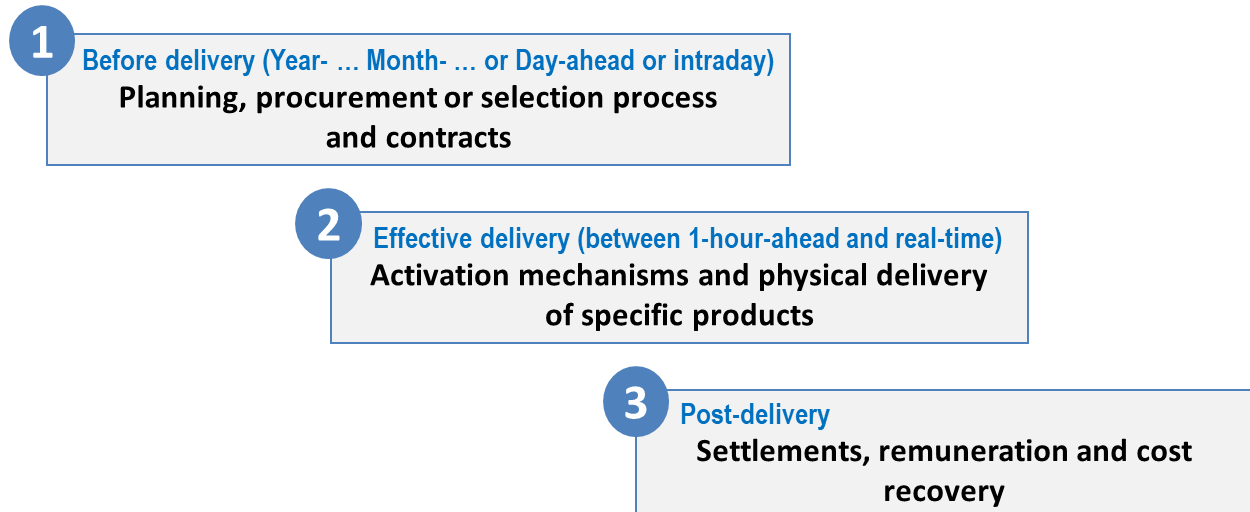 1
Before delivery (Year- … Month- … or Day-ahead or intraday)
Planning, procurement or selection process
and contracts
2
Effective delivery (between 1-hour-ahead and real-time)
Activation mechanisms and physical delivery
of specific products
3
Post-delivery
Settlements, remuneration and cost
recovery